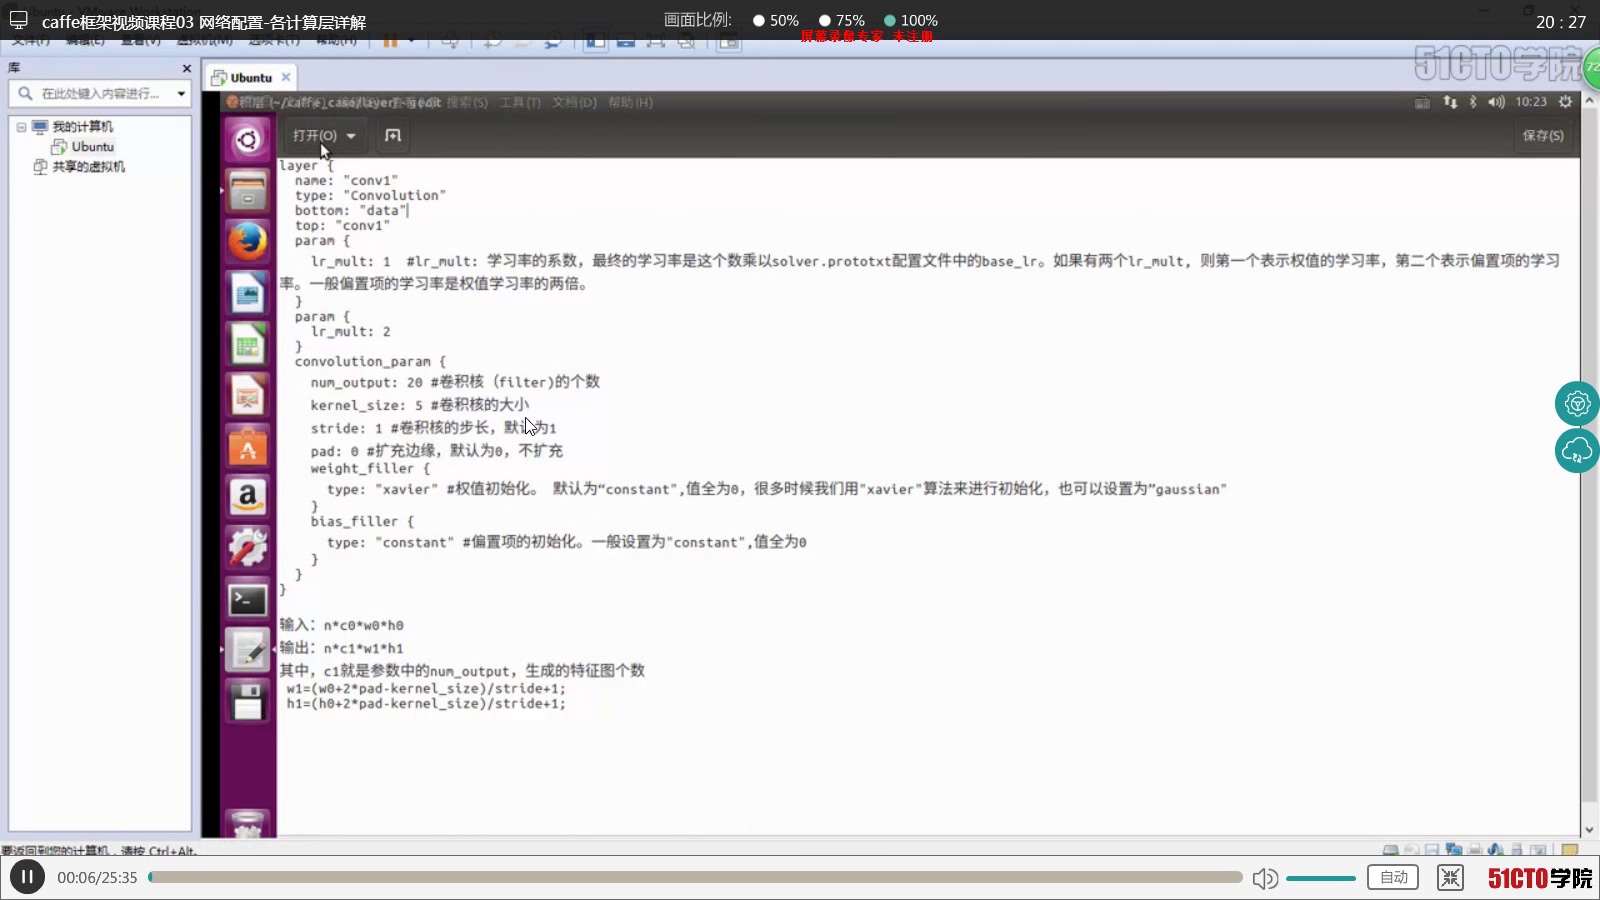 caffe框架视频课程03 网络配置-各计算层详解
画面比例: 50% 75% 100%
屏幕录像专家 未注册
20 : 27
文件(F) 编辑(E) 查看(V) 虚拟机(M) 选项卡(T) 帮助(H)
51CTO学院
72
库
Ubuntu
在此处键入内容进行...
我的计算机
Ubuntu
共享的虚拟机
搜索(S) 工具(T) 文档(D) 帮助(H)
10:23
打开(O)
保存(S)
layer {
name: "conv1"
type: "Convolution"
bottom: "data"
top: "conv1"
param {
lr_mult: 1 #lr_mult: 学习率的系数，最终的学习率是这个数乘以solver.prototxt配置文件中的base_lr。如果有两个lr_mult, 则第一个表示权值的学习率，第二个表示偏置项的学习
率。一般偏置项的学习率是权值学习率的两倍。
}
param {
lr_mult: 2
}
convolution_param {
num_output: 20 #卷积核（filter)的个数
kernel_size: 5 #卷积核的大小
stride: 1 #卷积核的步长，默认为1
pad: 0 #扩充边缘，默认为0，不扩充
weight_filler {
type: "xavier" #权值初始化。 默认为“constant",值全为0，很多时候我们用"xavier"算法来进行初始化，也可以设置为”gaussian"
}
bias_filler {
type: "constant" #偏置项的初始化。一般设置为"constant",值全为0
}
}
}
输入：n*c0*w0*h0
输出：n*c1*w1*h1
其中，c1就是参数中的num_output，生成的特征图个数
w1=(w0+2*pad-kernel_size)/stride+1;
h1=(h0+2*pad-kernel_size)/stride+1;
要返回到您的计算机，请按 Ctrl+Alt。
00:06/25:35
自动
51CTO学院